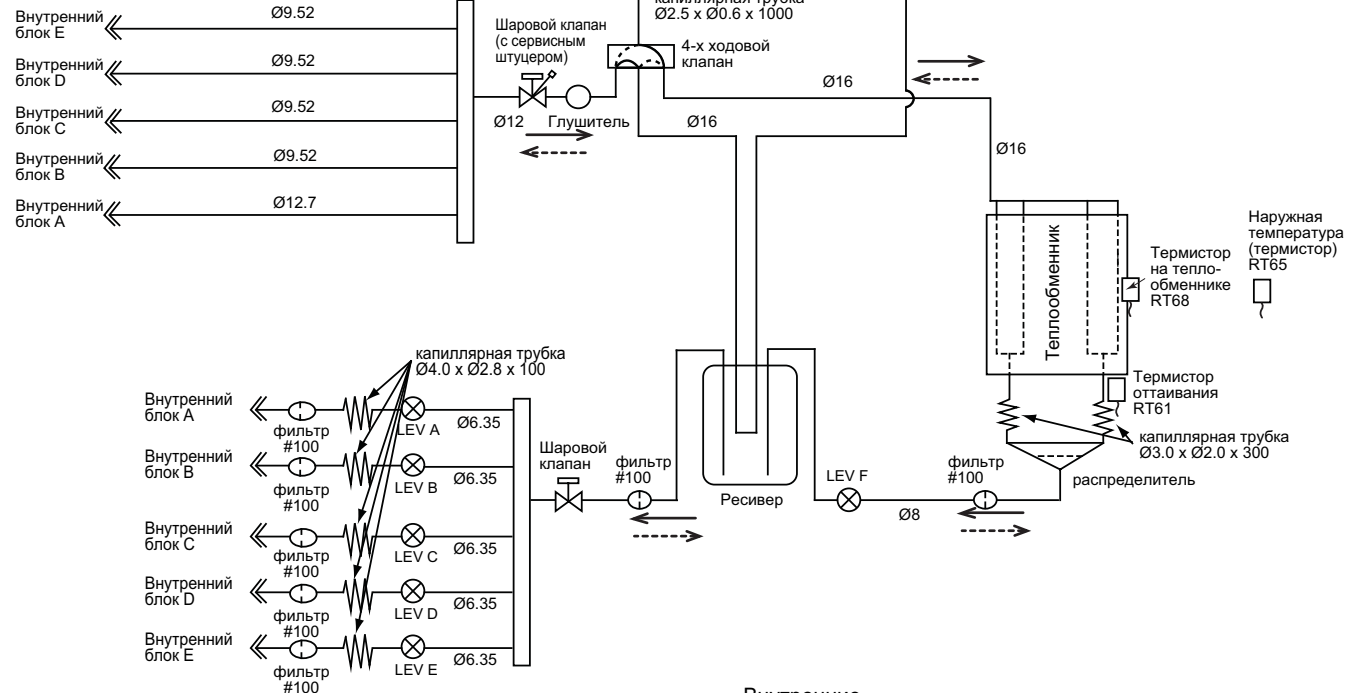 капиллярная трубка
Ø2.5 x Ø0.6 x 1000
Внутренний
блок E
Ø9.52
Внутренний
блок D
Ø9.52
Внутренний
блок C
Ø9.52
Внутренний
блок B
Ø9.52
Внутренний
блок A
Ø12.7
Шаровой клапан
(с сервисным
штуцером)
4-х ходовой
клапан
Ø12
Глушитель
Ø16
Ø16
Ø16
Теплообменник
Термистор
на тепло-
обменнике
RT68
Наружная
температура
(термистор)
RT65
Термистор
оттаивания
RT61
капиллярная трубка
Ø3.0 x Ø2.0 x 300
распределитель
капиллярная трубка
Ø4.0 x Ø2.8 x 100
Внутренний
блок A
фильтр
#100
LEV A
Ø6.35
Внутренний
блок B
фильтр
#100
LEV B
Ø6.35
Внутренний
блок C
фильтр
#100
LEV C
Ø6.35
Внутренний
блок D
фильтр
#100
LEV D
Ø6.35
Внутренний
блок E
фильтр
#100
LEV E
Ø6.35
Шаровой
клапан
фильтр
#100
Ресивер
LEV F
Ø8
фильтр
#100